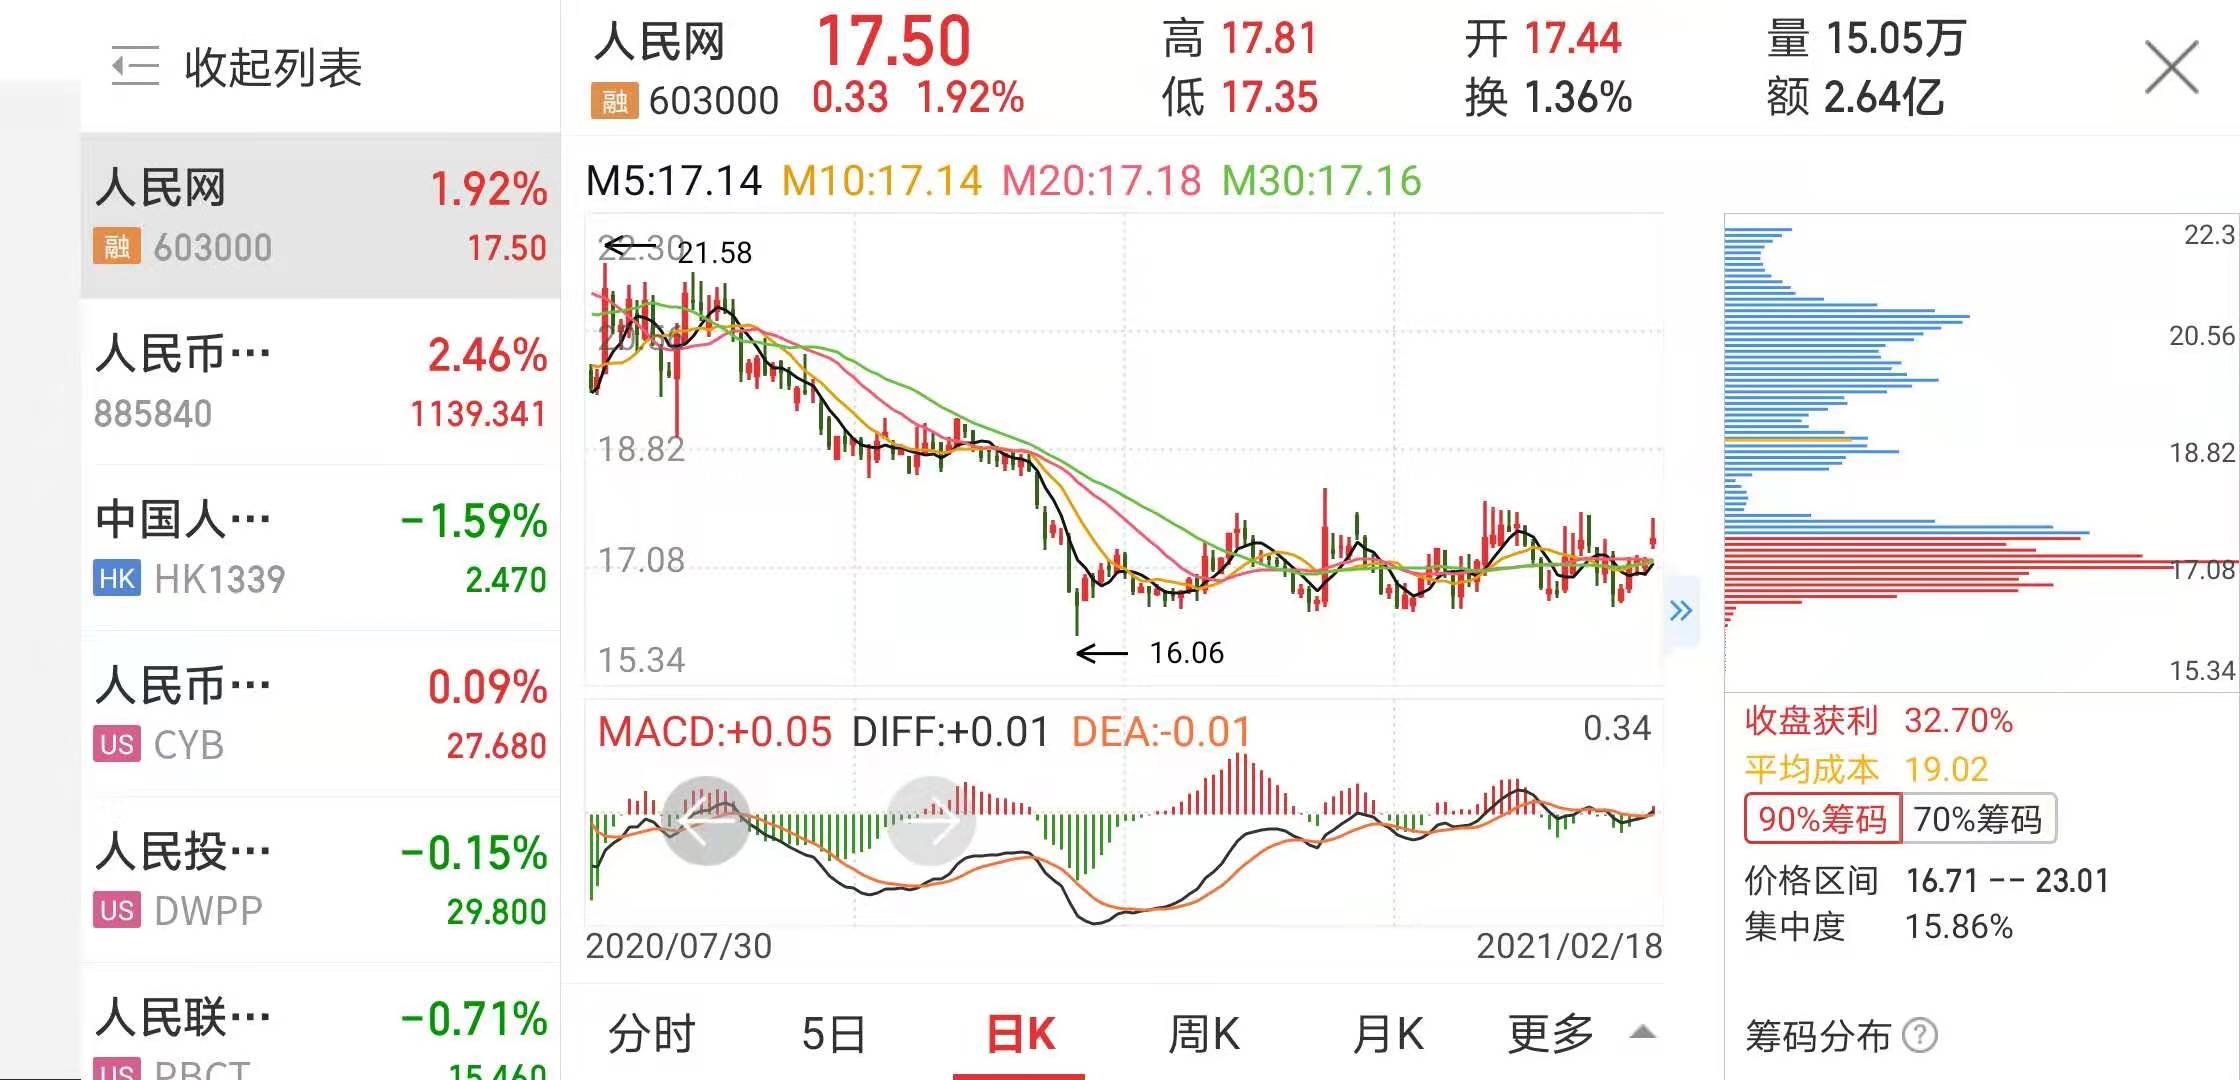 收起列表
人民网 1.92%
融 603000 17.50
人民币… 2.46%
885840 1139.341
中国人… -1.59%
HK HK1339 2.470
人民币… 0.09%
US CYB 27.680
人民投… -0.15%
US DWPP 29.800
人民联… -0.71%
US PBCT 15.460
人民网 17.50 高 17.81 开 17.44 量 15.05万
融 603000 0.33 1.92% 低 17.35 换 1.36% 额 2.64亿
M5:17.14 M10:17.14 M20:17.18 M30:17.16
22.30 21.58
20.56
18.82
17.08
16.06
15.34
MACD:+0.05 DIFF:+0.01 DEA:-0.01 0.34
2020/07/30 2021/02/18
分时 5日 日K 周K 月K 更多
22.3
20.56
18.82
17.08
15.34
收盘获利 32.70%
平均成本 19.02
90%筹码 70%筹码
价格区间 16.71 -- 23.01
集中度 15.86%
筹码分布 ?